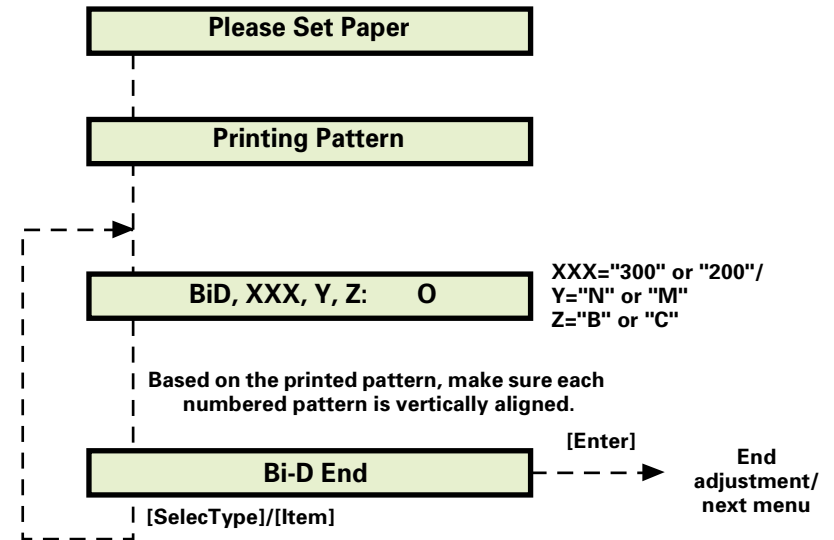 Please Set Paper
Printing Pattern
BiD, XXX, Y, Z: O
XXX="300" or "200"/
Y="N" or "M"
Z="B" or "C"
Based on the printed pattern, make sure each
numbered pattern is vertically aligned.
Bi-D End
[Enter]
End
adjustment/
next menu
[SelecType]/[Item]